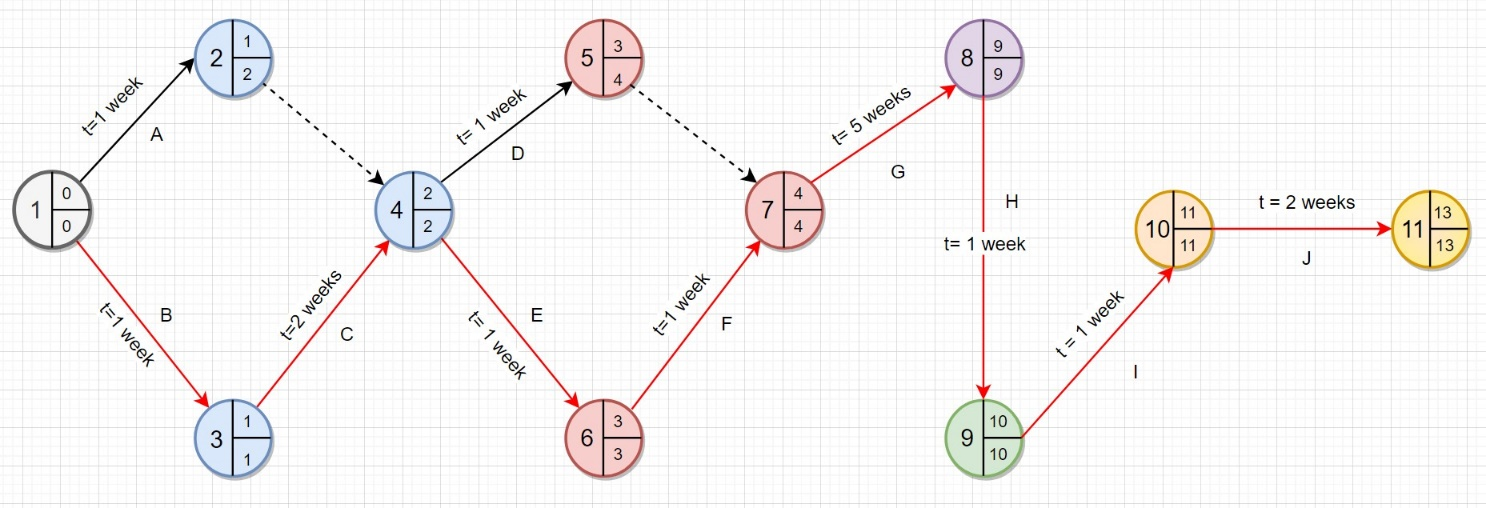 2
1
2
5
3
4
8
9
9
t=1 week
A
t= 1 week
D
t= 5 weeks
G
1
0
0
4
2
2
7
4
4
H
t= 1 week
10
11
11
t = 2 weeks
J
11
13
13
B
t=1 week
t=2 weeks
C
E
t= 1 week
t=1 week
F
t = 1 week
I
3
1
1
6
3
3
9
10
10